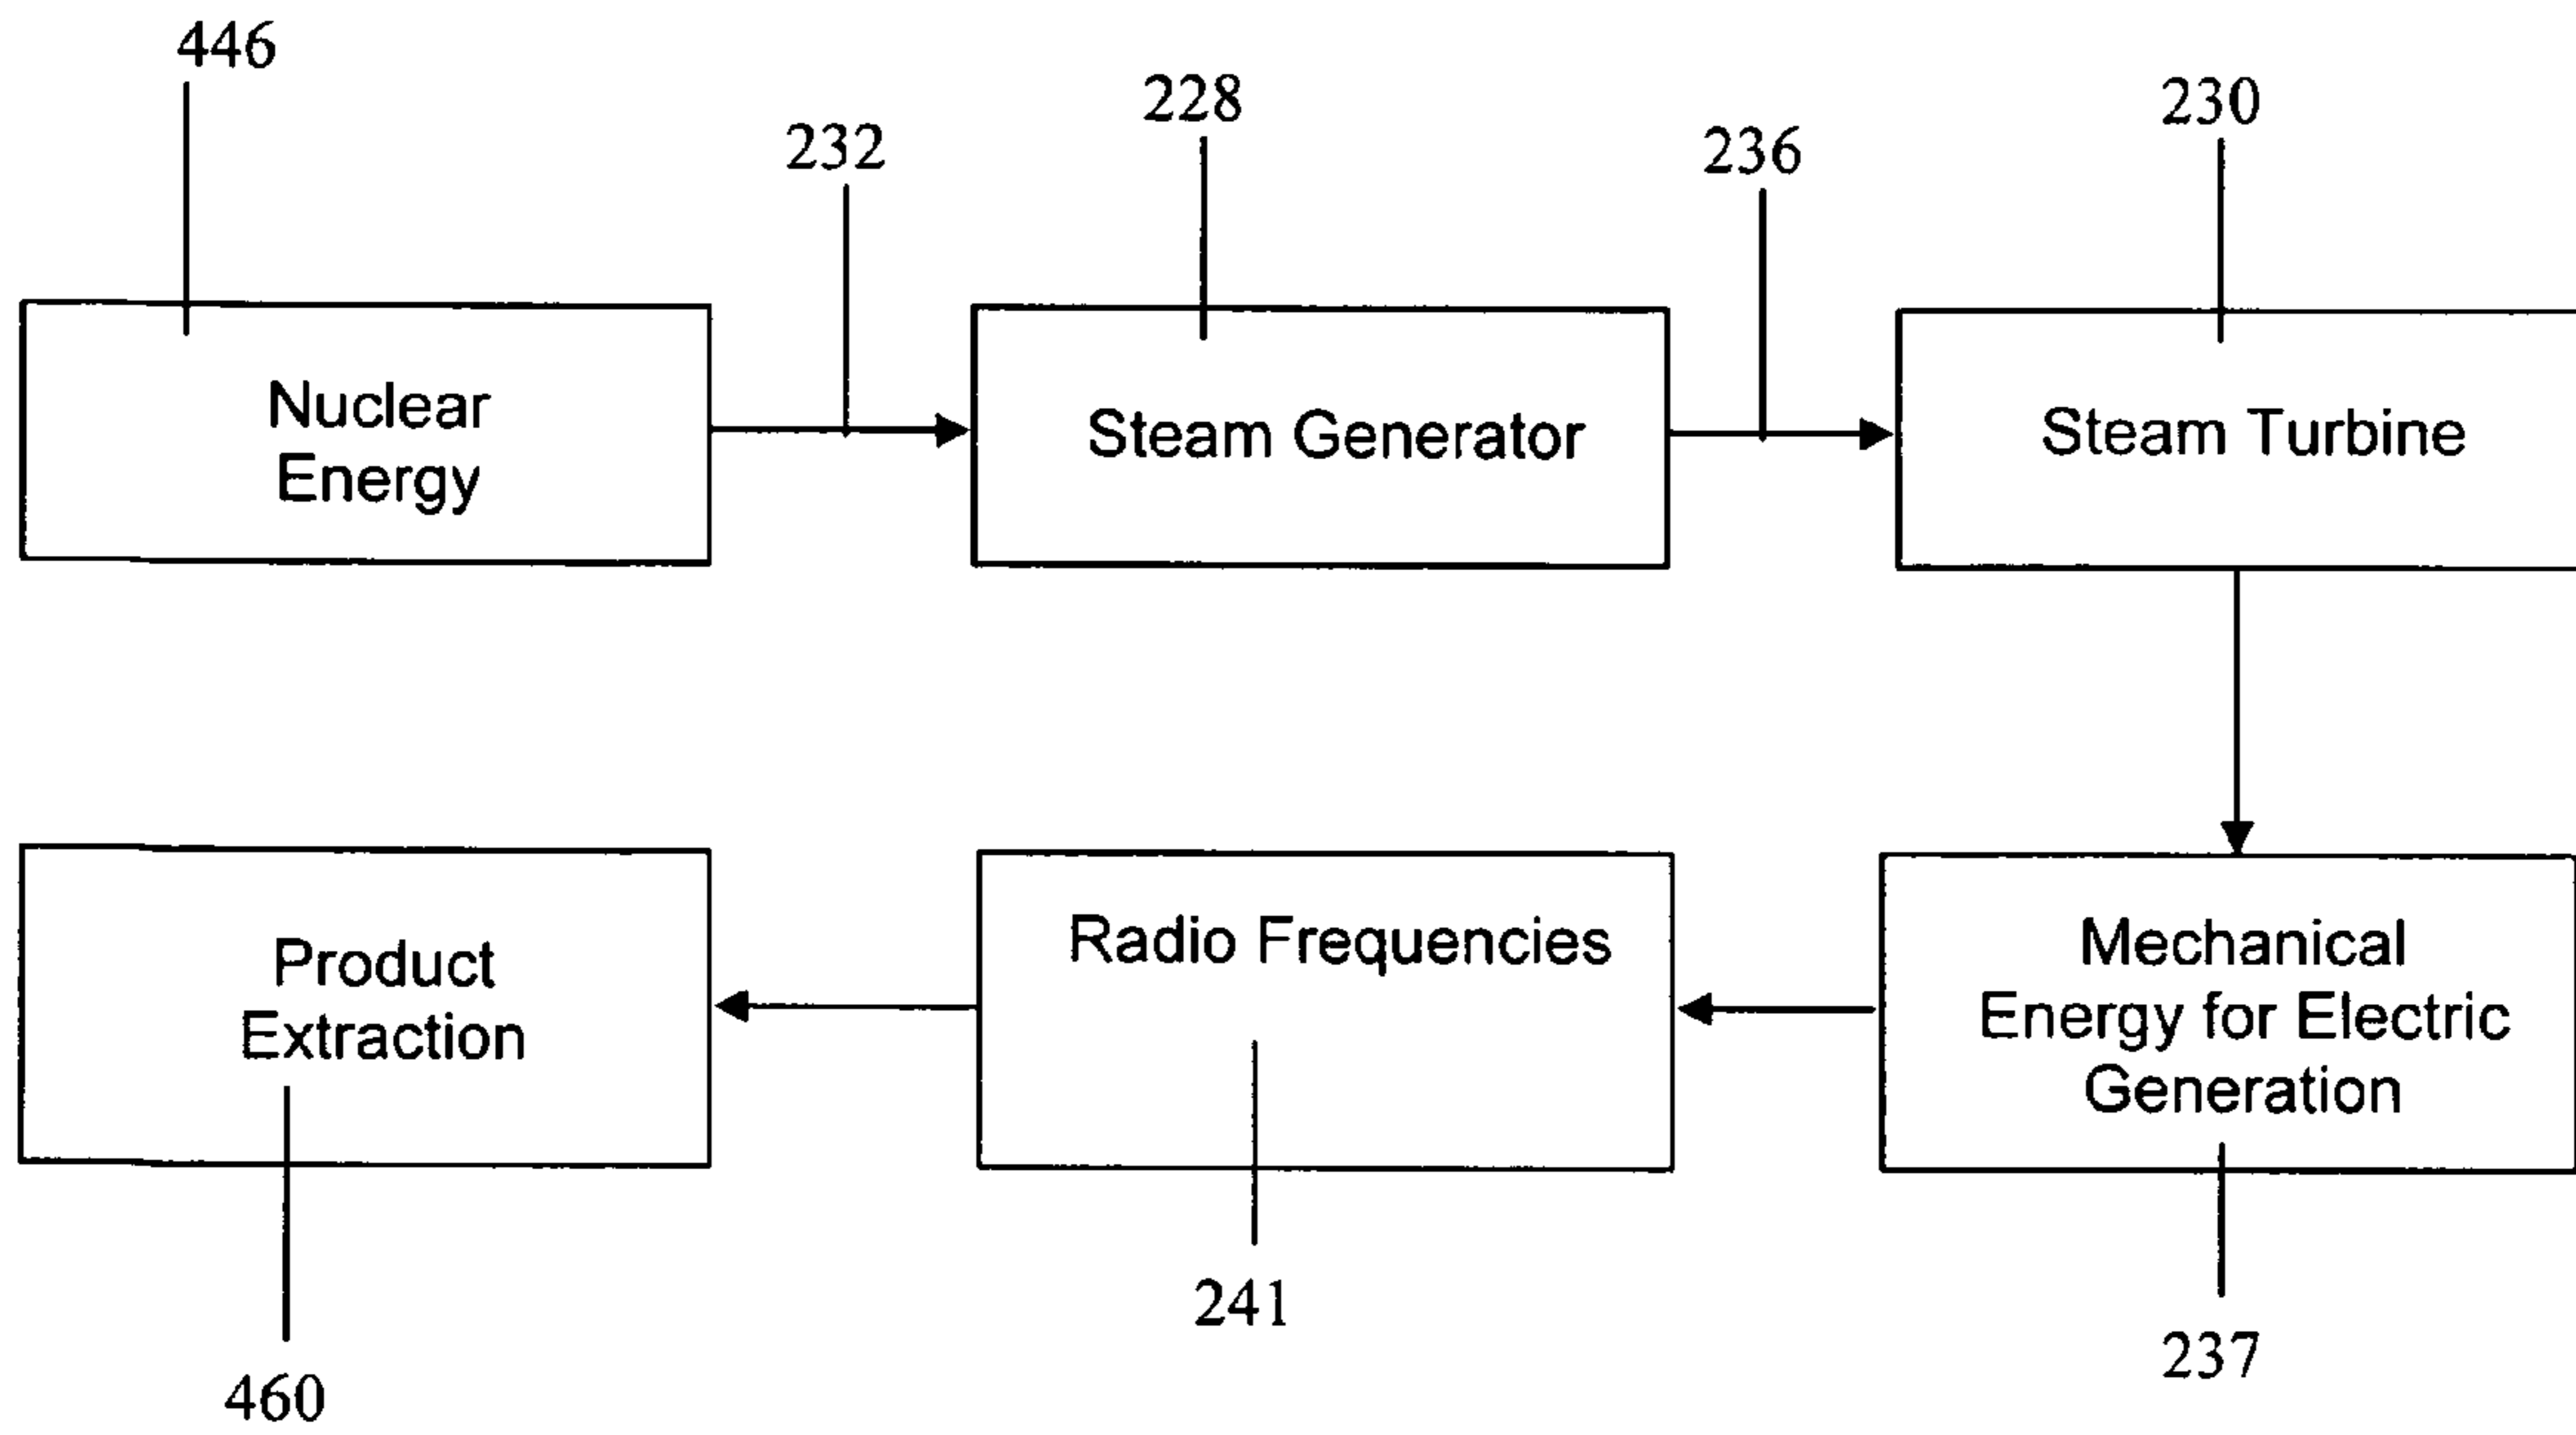 446
232
228
236
230
Nuclear
Energy
Steam Generator
Steam Turbine
Product
Extraction
Radio Frequencies
Mechanical
Energy for Electric
Generation
460
241
237